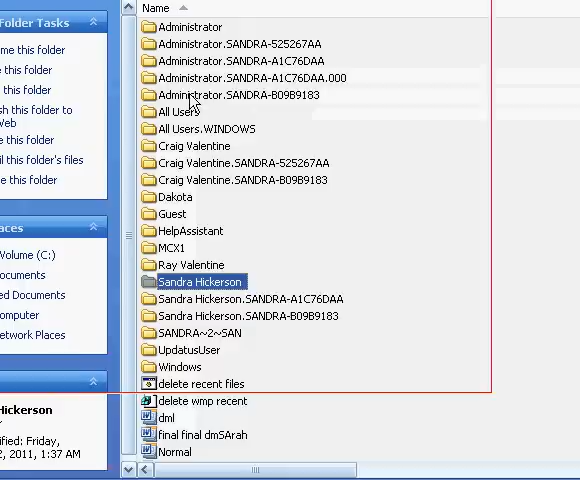 Folder Tasks
me this folder
e this folder
this folder
sh this folder to
Web
e this folder
il this folder's files
e this folder
aces
Volume (C:)
ocuments
ed Documents
omputer
etwork Places
Hickerson
ified: Friday,
2, 2011, 1:37 AM
Name
Administrator
Administrator.SANDRA-525267AA
Administrator.SANDRA-A1C76DAA
Administrator.SANDRA-A1C76DAA.000
Administrator.SANDRA-B09B9183
All Users
All Users.WINDOWS
Craig Valentine
Craig Valentine.SANDRA-525267AA
Craig Valentine.SANDRA-B09B9183
Dakota
Guest
HelpAssistant
MCX1
Ray Valentine
Sandra Hickerson
Sandra Hickerson.SANDRA-A1C76DAA
Sandra Hickerson.SANDRA-B09B9183
SANDRA~2~SAN
UpdatusUser
Windows
delete recent files
delete wmp recent
dml
final final dmSArah
Normal